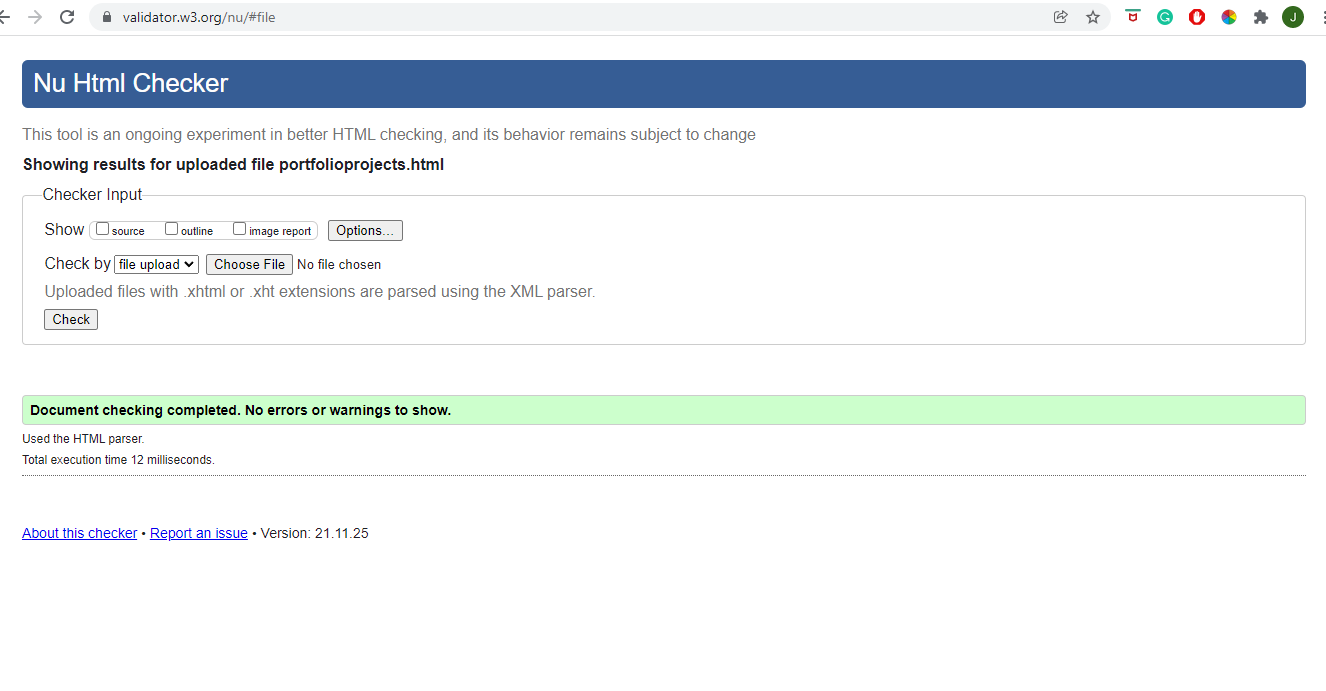 validator.w3.org/nu/#file
J
Nu Html Checker
This tool is an ongoing experiment in better HTML checking, and its behavior remains subject to change
Showing results for uploaded file portfolioprojects.html
Checker Input
Show source outline image report Options...
Check by file upload Choose File No file chosen
Uploaded files with .xhtml or .xht extensions are parsed using the XML parser.
Check
Document checking completed. No errors or warnings to show.
Used the HTML parser.
Total execution time 12 milliseconds.
About this checker • Report an issue • Version: 21.11.25